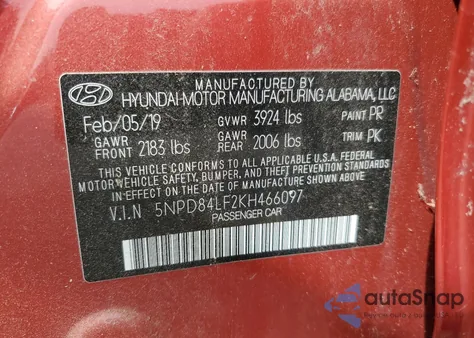 MANUFACTURED BY
HYUNDAI-MOTOR MANUFACTURING ALABAMA, LLC
Feb/05/19 GVWR 3924 lbs PAINT PR
GAWR FRONT 2183 lbs GAWR REAR 2006 lbs TRIM PK
THIS VEHICLE CONFORMS TO ALL APPLICABLE U.S.A. FEDERAL
MOTOR VEHICLE SAFETY, BUMPER, AND THEFT PREVENTION STANDARDS
IN EFFECT ON THE DATE OF MANUFACTURE SHOWN ABOVE.
V.I.N 5NPD84LF2KH466097
PASSENGER CAR
autoSnap